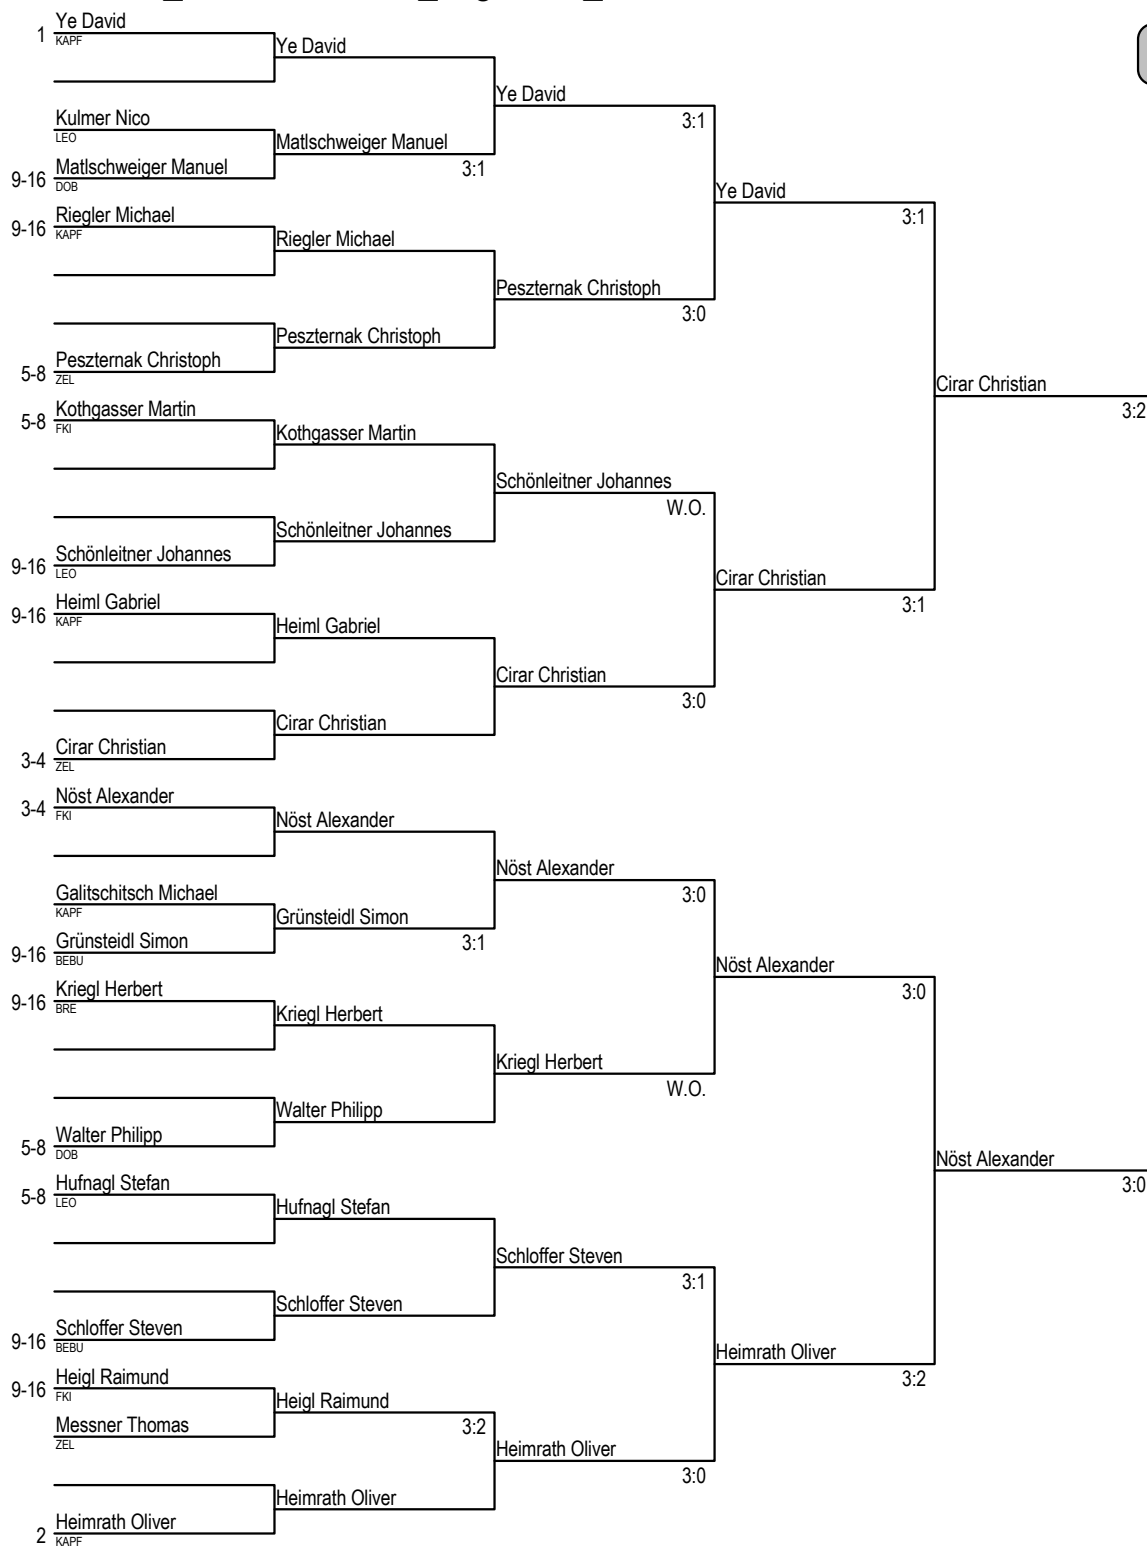 Ye David
1
KAPF
Ye David
Ye David
3:1
Kulmer Nico
LEO
Matlschweiger Manuel
3:1
9-16
Matlschweiger Manuel
DOB
Ye David
3:1
9-16
Riegler Michael
KAPF
Riegler Michael
Peszternak Christoph
3:0
Peszternak Christoph
5-8
Peszternak Christoph
ZEL
Cirar Christian
3:2
5-8
Kothgasser Martin
FKI
Kothgasser Martin
Schönleitner Johannes
W.O.
Schönleitner Johannes
9-16
Schönleitner Johannes
LEO
Cirar Christian
3:1
9-16
Heiml Gabriel
KAPF
Heiml Gabriel
Cirar Christian
3:0
Cirar Christian
3-4
Cirar Christian
ZEL
3-4
Nöst Alexander
FKI
Nöst Alexander
Nöst Alexander
3:0
Galitschitsch Michael
KAPF
Grünsteidl Simon
3:1
9-16
Grünsteidl Simon
BEBU
Nöst Alexander
3:0
9-16
Kriegl Herbert
BRE
Kriegl Herbert
Kriegl Herbert
W.O.
Walter Philipp
5-8
Walter Philipp
DOB
Nöst Alexander
3:0
5-8
Hufnagl Stefan
LEO
Hufnagl Stefan
Schloffer Steven
3:1
Schloffer Steven
9-16
Schloffer Steven
BEBU
Heimrath Oliver
3:2
9-16
Heigl Raimund
FKI
Heigl Raimund
3:2
Messner Thomas
ZEL
Heimrath Oliver
3:0
Heimrath Oliver
2
Heimrath Oliver
KAPF